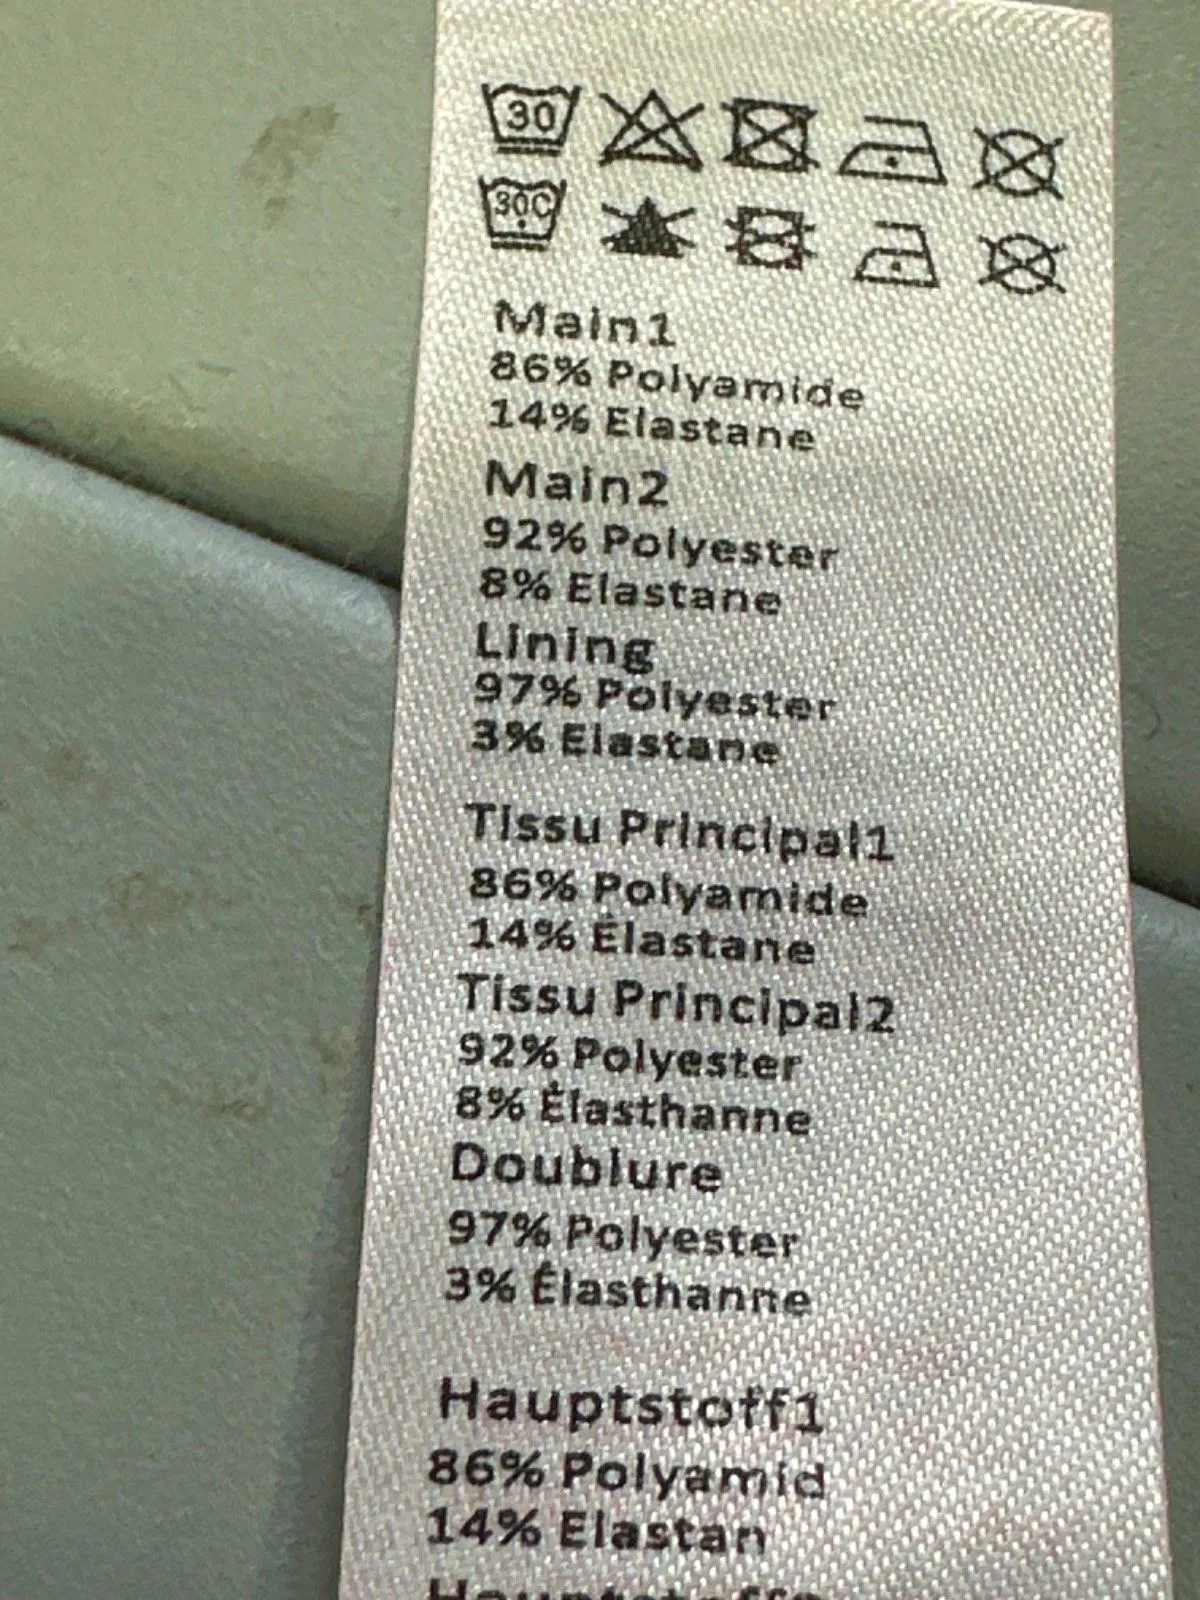 30
30C
Main1
86% Polyamide
14% Elastane
Main2
92% Polyester
8% Elastane
Lining
97% Polyester
3% Elastane
Tissu Principal1
86% Polyamide
14% Élastane
Tissu Principal2
92% Polyester
8% Élasthanne
Doublure
97% Polyester
3% Élasthanne
Hauptstoff1
86% Polyamid
14% Elastan